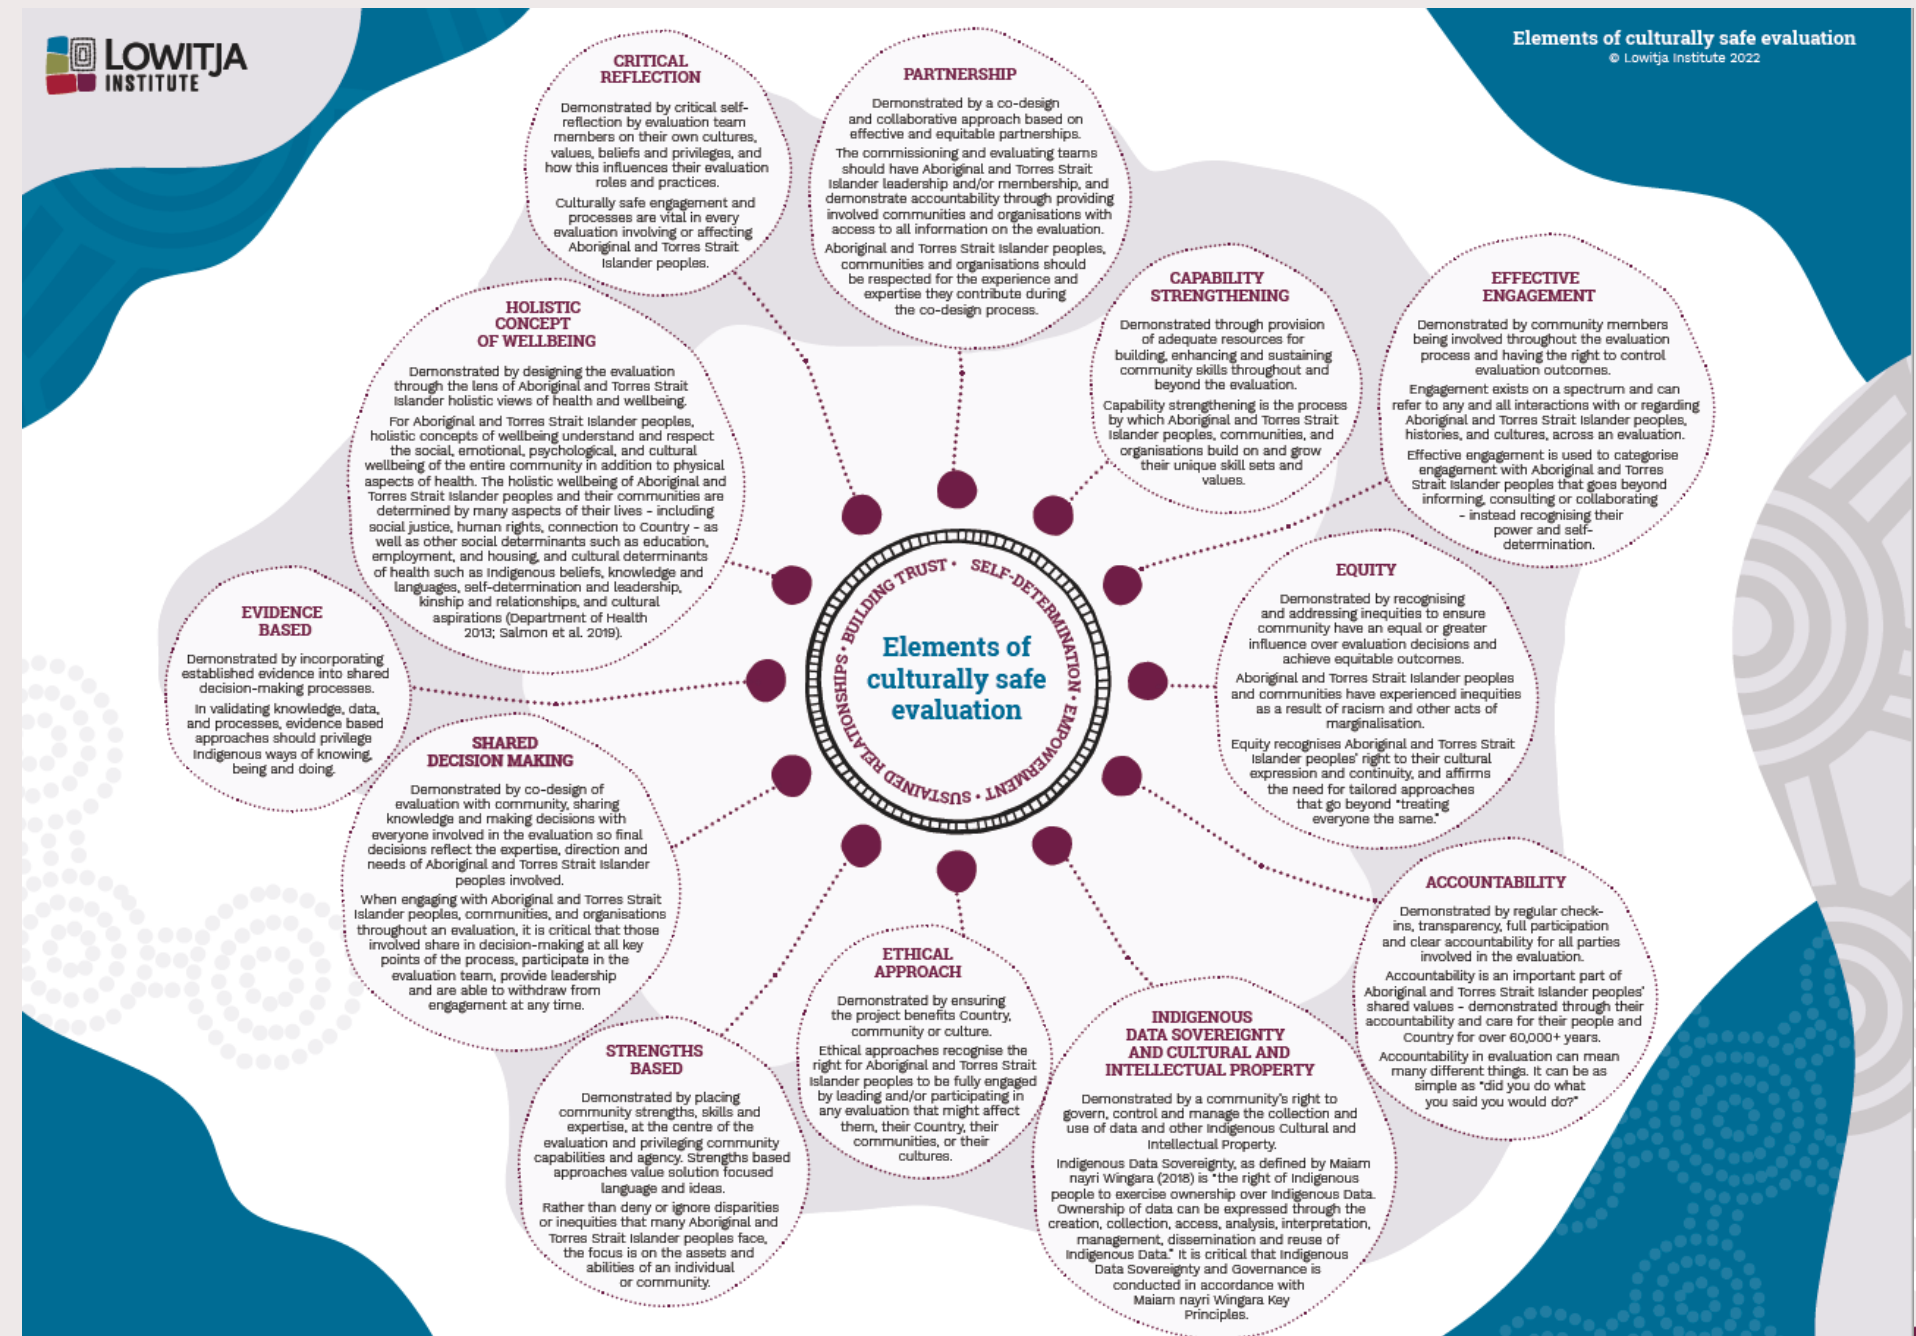 LOWITJA
INSTITUTE
Elements of culturally safe evaluation
© Lowitja Institute 2022
CRITICAL
REFLECTION
Demonstrated by critical self-
reflection by evaluation team
members on their own cultures,
values, beliefs and privileges, and
how this influences their evaluation
roles and practices.
Culturally safe engagement and
processes are vital in every
evaluation involving or affecting
Aboriginal and Torres Strait
Islander peoples.
PARTNERSHIP
Demonstrated by a co-design
and collaborative approach based on
effective and equitable partnerships.
The commissioning and evaluating teams
should have Aboriginal and Torres Strait
Islander leadership and/or membership, and
demonstrate accountability through providing
involved communities and organisations with
access to all information on the evaluation.
Aboriginal and Torres Strait Islander peoples,
communities and organisations should
be respected for the experience and
expertise they contribute during
the co-design process.
CAPABILITY
STRENGTHENING
Demonstrated through provision
of adequate resources for
building, enhancing and sustaining
community skills throughout and
beyond the evaluation.
Capability strengthening is the process
by which Aboriginal and Torres Strait
Islander peoples, communities, and
organisations build on and grow
their unique skill sets and
values.
EFFECTIVE
ENGAGEMENT
Demonstrated by community members
being involved throughout the evaluation
process and having the right to control
evaluation outcomes.
Engagement exists on a spectrum and can
refer to any and all interactions with or regarding
Aboriginal and Torres Strait Islander peoples,
histories, and cultures, across an evaluation.
Effective engagement is used to categorise
engagement with Aboriginal and Torres
Strait Islander peoples that goes beyond
informing, consulting or collaborating
- instead recognising their
power and self-
determination.
HOLISTIC
CONCEPT
OF WELLBEING
Demonstrated by designing the evaluation
through the lens of Aboriginal and Torres Strait
Islander holistic views of health and wellbeing.
For Aboriginal and Torres Strait Islander peoples,
holistic concepts of wellbeing understand and respect
the social, emotional, psychological, and cultural
wellbeing of the entire community in addition to physical
aspects of health. The holistic wellbeing of Aboriginal and
Torres Strait Islander peoples and their communities are
determined by many aspects of their lives - including
social justice, human rights, connection to Country - as
well as other social determinants such as education,
employment, and housing, and cultural determinants
of health such as Indigenous beliefs, knowledge and
languages, self-determination and leadership,
kinship and relationships, and cultural
aspirations (Department of Health
2013; Salmon et al. 2019).
EVIDENCE
BASED
Demonstrated by incorporating
established evidence into shared
decision-making processes.
In validating knowledge, data,
and processes, evidence based
approaches should privilege
Indigenous ways of knowing,
being and doing.
SELF-DETERMINATION • EMPOWERMENT • SUSTAINED RELATIONSHIPS • BUILDING TRUST •
Elements of
culturally safe
evaluation
EQUITY
Demonstrated by recognising
and addressing inequities to ensure
community have an equal or greater
influence over evaluation decisions and
achieve equitable outcomes.
Aboriginal and Torres Strait Islander peoples
and communities have experienced inequities
as a result of racism and other acts of
marginalisation.
Equity recognises Aboriginal and Torres Strait
Islander peoples' right to their cultural
expression and continuity, and affirms
the need for tailored approaches
that go beyond "treating
everyone the same."
SHARED
DECISION MAKING
Demonstrated by co-design of
evaluation with community, sharing
knowledge and making decisions with
everyone involved in the evaluation so final
decisions reflect the expertise, direction and
needs of Aboriginal and Torres Strait Islander
peoples involved.
When engaging with Aboriginal and Torres Strait
Islander peoples, communities, and organisations
throughout an evaluation, it is critical that those
involved share in decision-making at all key
points of the process, participate in the
evaluation team, provide leadership
and are able to withdraw from
engagement at any time.
ACCOUNTABILITY
Demonstrated by regular check-
ins, transparency, full participation
and clear accountability for all parties
involved in the evaluation.
Accountability is an important part of
Aboriginal and Torres Strait Islander peoples'
shared values - demonstrated through their
accountability and care for their people and
Country for over 60,000+ years.
Accountability in evaluation can mean
many different things. It can be as
simple as "did you do what
you said you would do?"
STRENGTHS
BASED
Demonstrated by placing
community strengths, skills and
expertise, at the centre of the
evaluation and privileging community
capabilities and agency. Strengths based
approaches value solution focused
language and ideas.
Rather than deny or ignore disparities
or inequities that many Aboriginal and
Torres Strait Islander peoples face,
the focus is on the assets and
abilities of an individual
or community.
ETHICAL
APPROACH
Demonstrated by ensuring
the project benefits Country,
community or culture.
Ethical approaches recognise the
right for Aboriginal and Torres Strait
Islander peoples to be fully engaged
by leading and/or participating in
any evaluation that might affect
them, their Country, their
communities, or their
cultures.
INDIGENOUS
DATA SOVEREIGNTY
AND CULTURAL AND
INTELLECTUAL PROPERTY
Demonstrated by a community's right to
govern, control and manage the collection and
use of data and other Indigenous Cultural and
Intellectual Property.
Indigenous Data Sovereignty, as defined by Maiam
nayri Wingara (2018) is "the right of Indigenous
people to exercise ownership over Indigenous Data.
Ownership of data can be expressed through the
creation, collection, access, analysis, interpretation,
management, dissemination and reuse of
Indigenous Data." It is critical that Indigenous
Data Sovereignty and Governance is
conducted in accordance with
Maiam nayri Wingara Key
Principles.